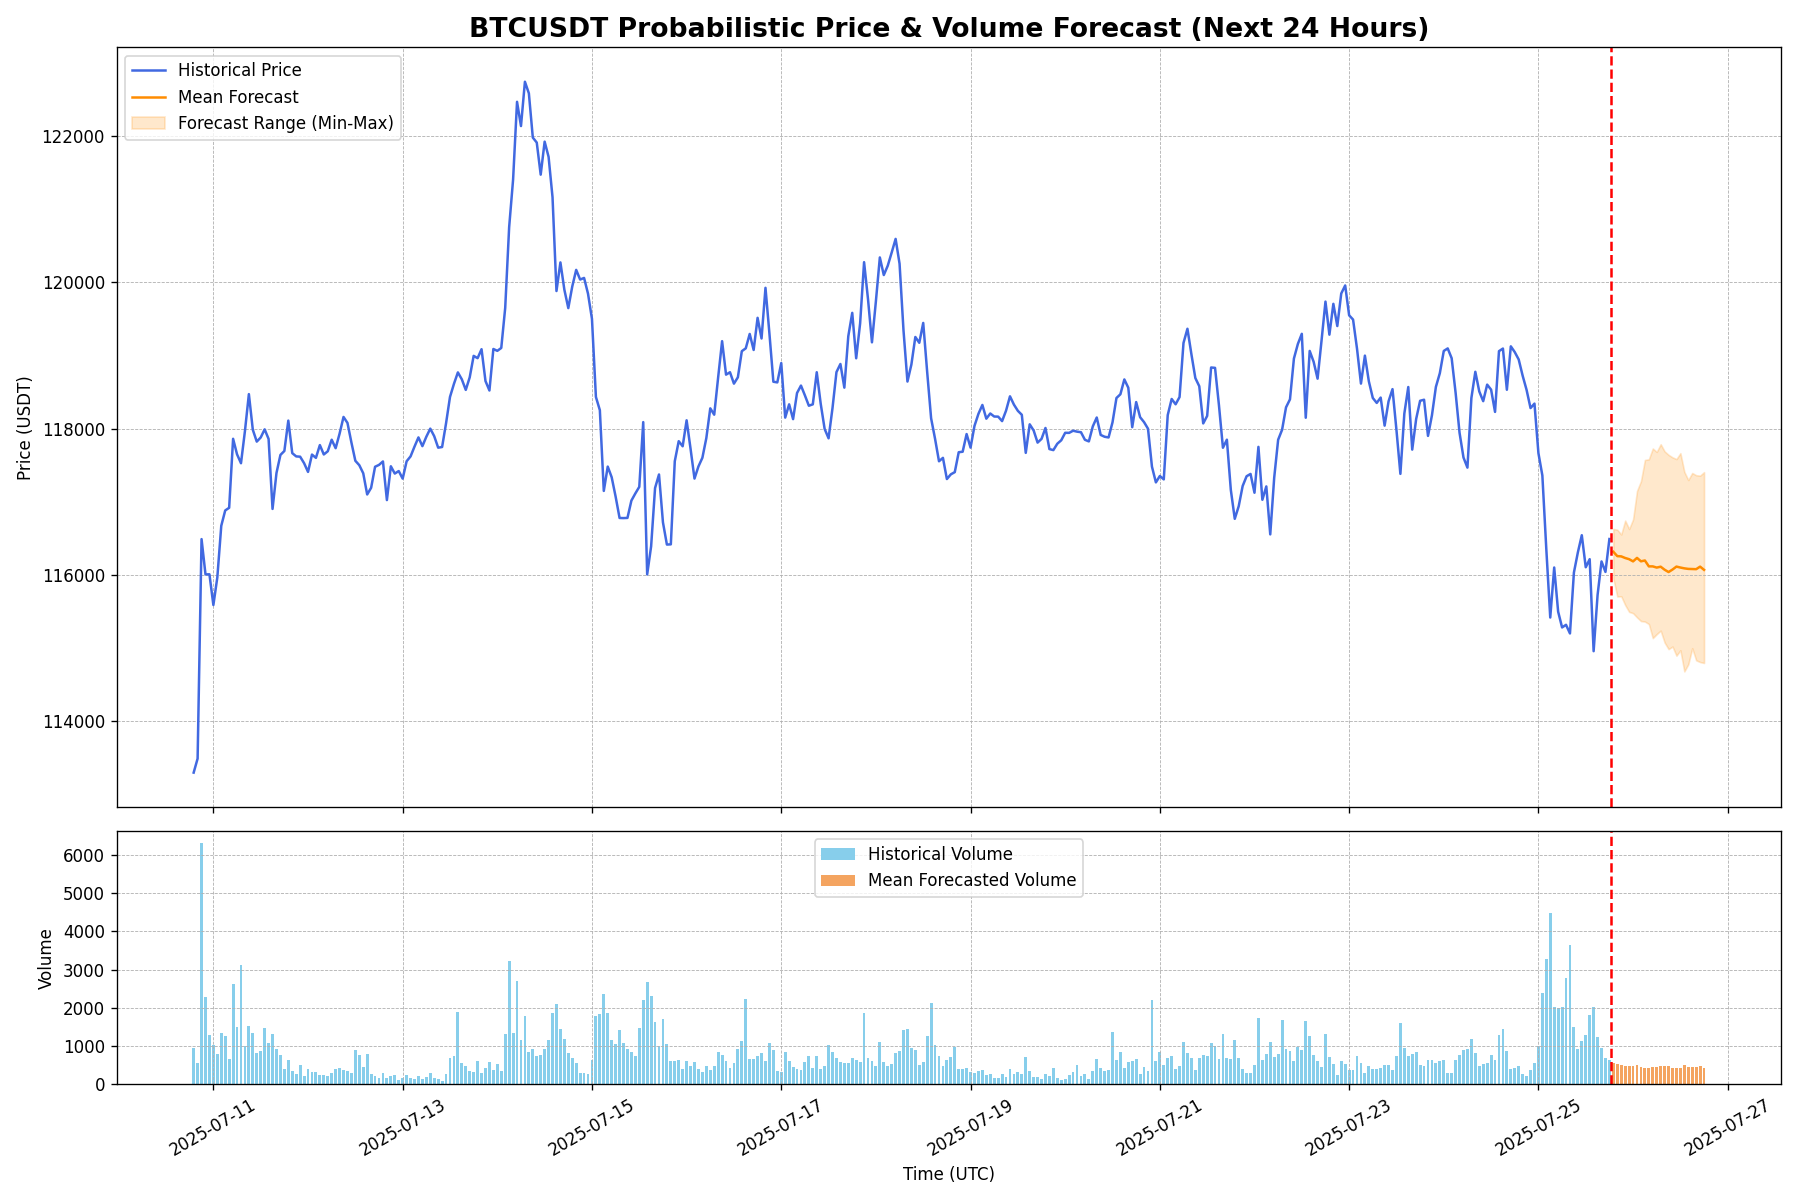 BTCUSDT Probabilistic Price & Volume Forecast (Next 24 Hours)
Historical Price
Mean Forecast
Forecast Range (Min-Max)
122000
120000
118000
116000
114000
Price (USDT)
Historical Volume
Mean Forecasted Volume
6000
5000
4000
3000
2000
1000
0
Volume
2025-07-11
2025-07-13
2025-07-15
2025-07-17
2025-07-19
2025-07-21
2025-07-23
2025-07-25
2025-07-27
Time (UTC)